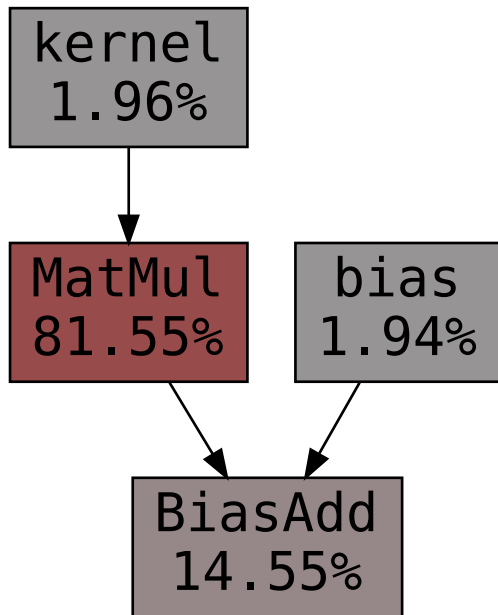 kernel
1.96%
MatMul
81.55%
bias
1.94%
BiasAdd
14.55%